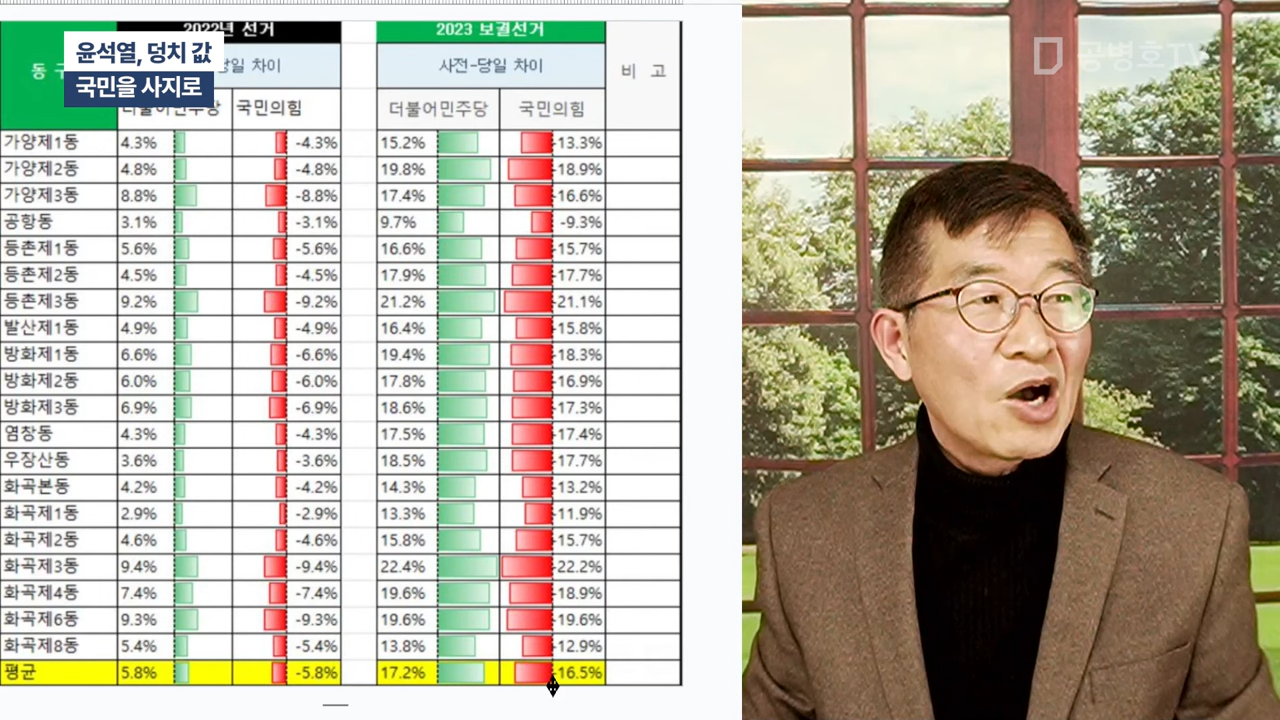 윤석열, 덩치 값
국민을 사지로
공병호TV
2022년 선거 2023 보궐선거
동 일 차이 사전-당일 차이 비 고
더불어민주당 국민의힘 더불어민주당 국민의힘
가양제1동 4.3% -4.3% 15.2% -13.3%
가양제2동 4.8% -4.8% 19.8% -18.9%
가양제3동 8.8% -8.8% 17.4% -16.6%
공항동 3.1% -3.1% 9.7% -9.3%
등촌제1동 5.6% -5.6% 16.6% -15.7%
등촌제2동 4.5% -4.5% 17.9% -17.7%
등촌제3동 9.2% -9.2% 21.2% -21.1%
발산제1동 4.9% -4.9% 16.4% -15.8%
방화제1동 6.6% -6.6% 19.4% -18.3%
방화제2동 6.0% -6.0% 17.8% -16.9%
방화제3동 6.9% -6.9% 18.6% -17.3%
염창동 4.3% -4.3% 17.5% -17.4%
우장산동 3.6% -3.6% 18.5% -17.7%
화곡본동 4.2% -4.2% 14.3% -13.2%
화곡제1동 2.9% -2.9% 13.3% -11.9%
화곡제2동 4.6% -4.6% 15.8% -15.7%
화곡제3동 9.4% -9.4% 22.4% -22.2%
화곡제4동 7.4% -7.4% 19.6% -18.9%
화곡제6동 9.3% -9.3% 19.6% -19.6%
화곡제8동 5.4% -5.4% 13.8% -12.9%
평균 5.8% -5.8% 17.2% -16.5%